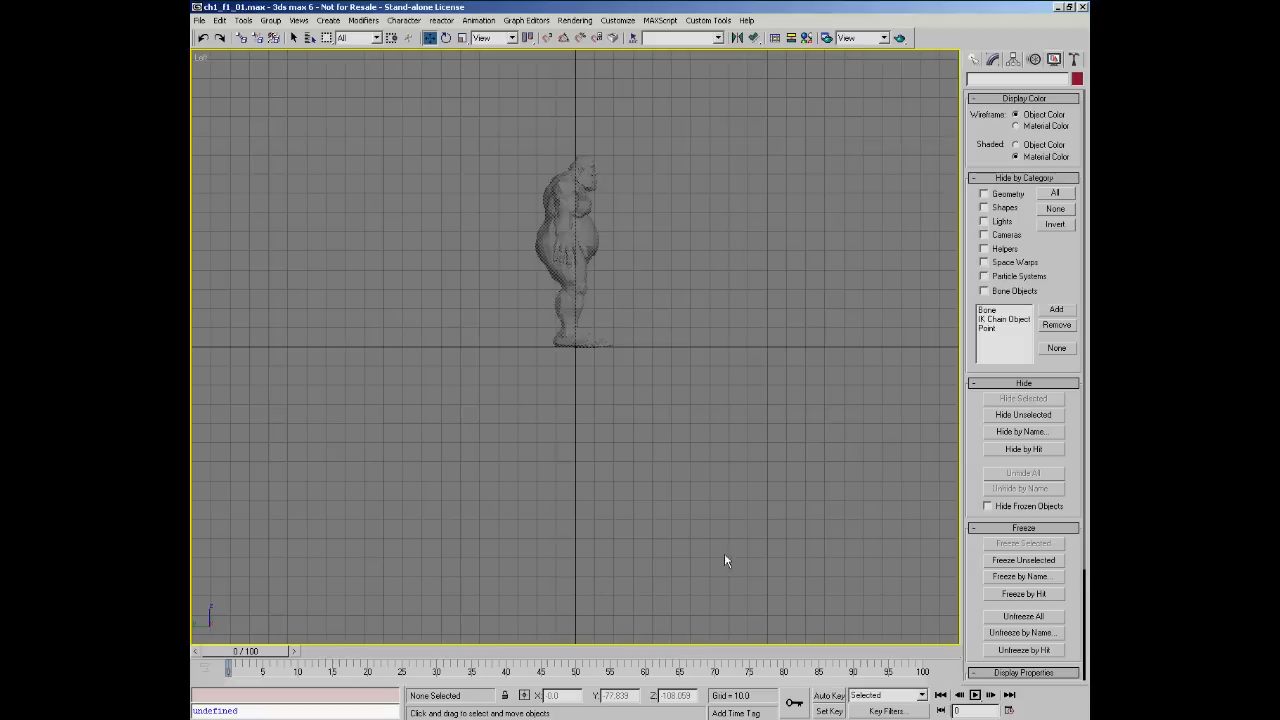 ch1_f1_01.max - 3ds max 6 - Not for Resale - Stand-alone License
File Edit Tools Group Views Create Modifiers Character reactor Animation Graph Editors Rendering Customize MAXScript Custom Tools Help
All View View
Left
Display Color
Wireframe: Object Color
Material Color
Shaded: Object Color
Material Color
Hide by Category
Geometry All
Shapes None
Lights Invert
Cameras
Helpers
Space Warps
Particle Systems
Bone Objects
Bone Add
IK Chain Object Remove
Point
None
Hide
Hide Selected
Hide Unselected
Hide by Name...
Hide by Hit
Unhide All
Unhide by Name...
Hide Frozen Objects
Freeze
Freeze Selected
Freeze Unselected
Freeze by Name...
Freeze by Hit
Unfreeze All
Unfreeze by Name...
Unfreeze by Hit
Display Properties
z
0 / 100
0 5 10 15 20 25 30 35 40 45 50 55 60 65 70 75 80 85 90 95 100
None Selected X: -0.0 Y: -77.839 Z: -108.059 Grid = 10.0 Auto Key Selected
undefined Click and drag to select and move objects Add Time Tag Set Key Key Filters... 0